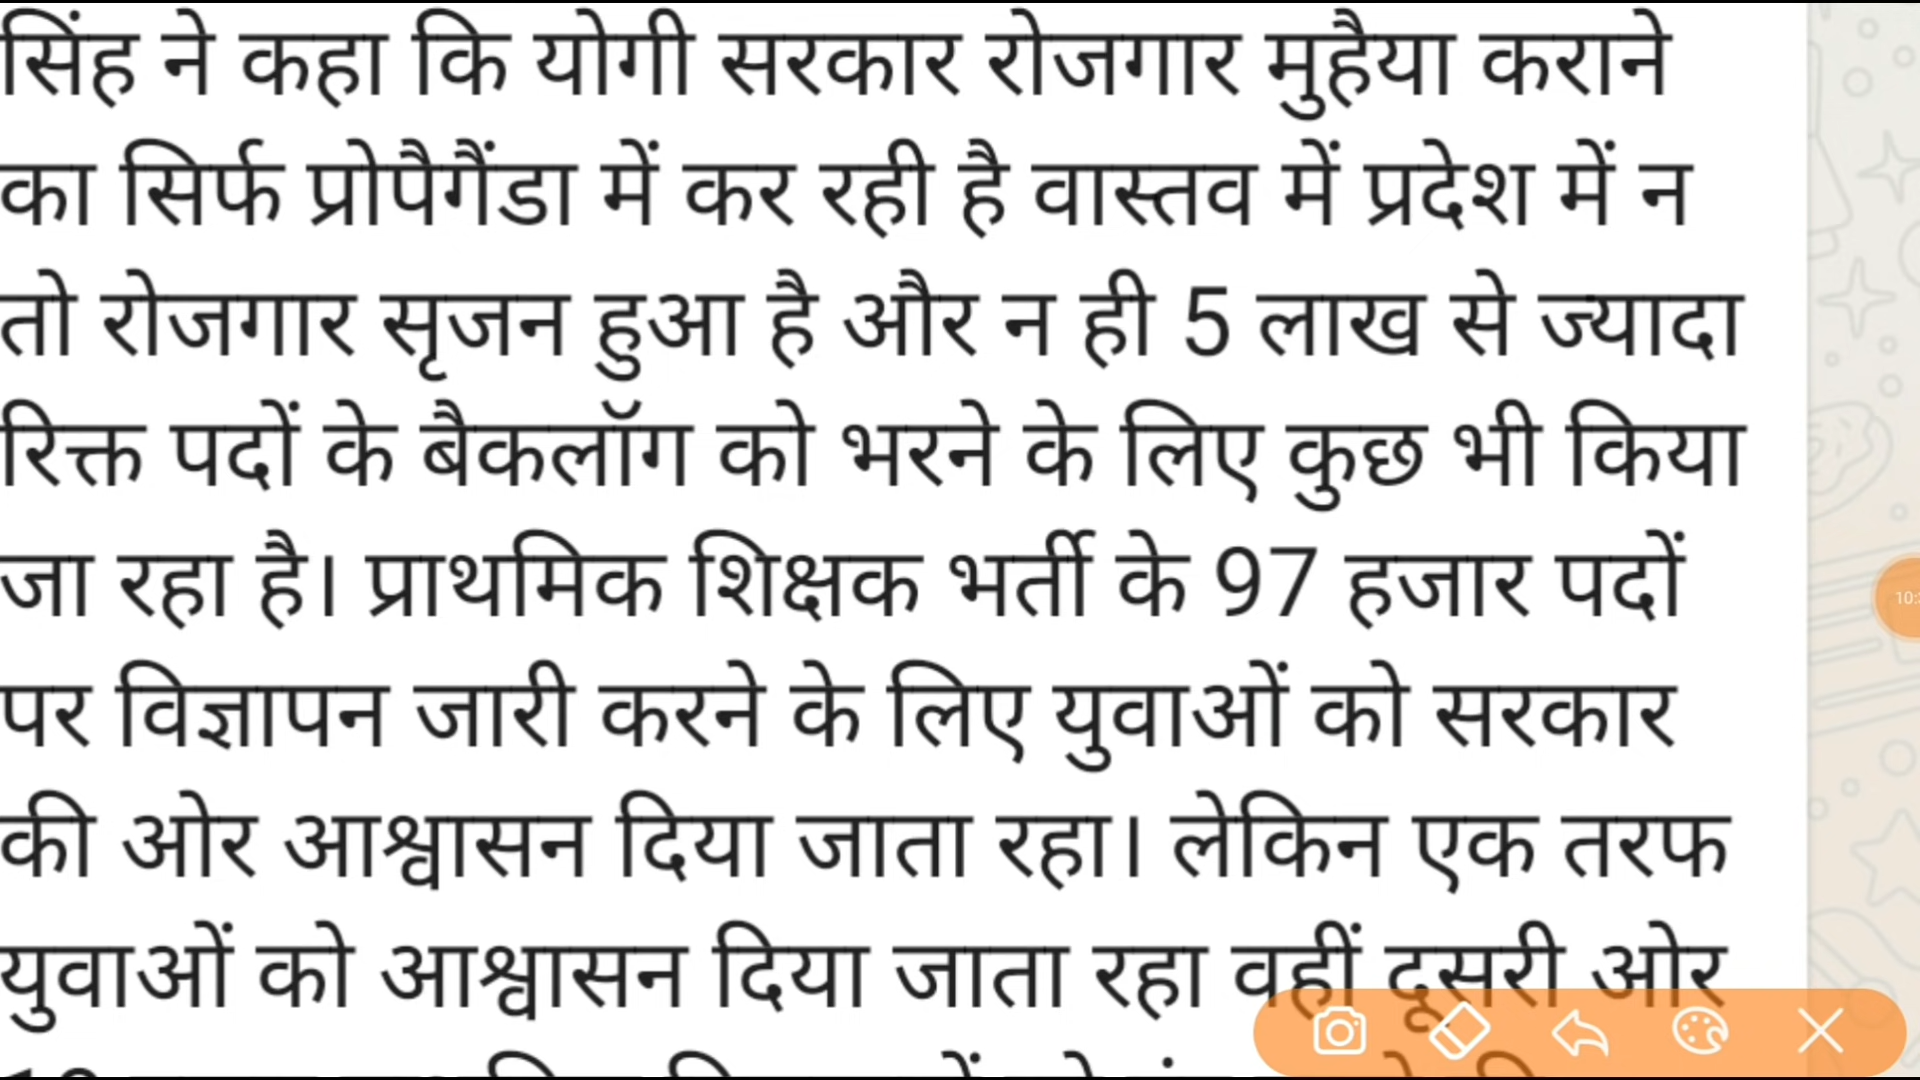 सिंह ने कहा कि योगी सरकार रोजगार मुहैया कराने
का सिर्फ प्रोपैगैंडा में कर रही है वास्तव में प्रदेश में न
तो रोजगार सृजन हुआ है और न ही 5 लाख से ज्यादा
रिक्त पदों के बैकलॉग को भरने के लिए कुछ भी किया
जा रहा है। प्राथमिक शिक्षक भर्ती के 97 हजार पदों
पर विज्ञापन जारी करने के लिए युवाओं को सरकार
की ओर आश्वासन दिया जाता रहा। लेकिन एक तरफ
युवाओं को आश्वासन दिया जाता रहा वहीं दूसरी ओर